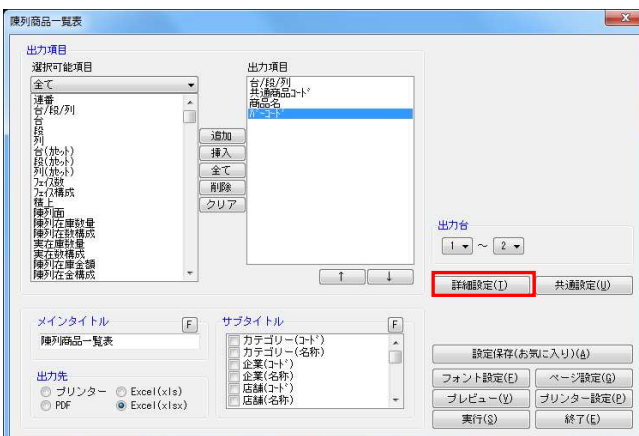 陳列商品一覧表
出力項目
選択可能項目
全て
連番
台/段/列
台
段
列
台(ｶｾｯﾄ)
段(ｶｾｯﾄ)
列(ｶｾｯﾄ)
ﾌｪｲｽ数
ﾌｪｲｽ構成
積上
陳列面
陳列在庫数量
陳列在数構成
実在庫数量
実在数構成
陳列在庫金額
陳列在金構成
追加
挿入
全て
削除
クリア
出力項目
台/段/列
共通商品ｺｰﾄﾞ
商品名
ﾊﾞｰｺｰﾄﾞ
↑
↓
出力台
1 ～ 2
詳細設定(T)
共通設定(U)
メインタイトル
F
陳列商品一覧表
サブタイトル
F
カテゴリー(ｺｰﾄﾞ)
カテゴリー(名称)
企業(ｺｰﾄﾞ)
企業(名称)
店舗(ｺｰﾄﾞ)
店舗(名称)
出力先
プリンター
Excel(xls)
PDF
Excel(xlsx)
設定保存(お気に入り)(A)
フォント設定(F)
ページ設定(G)
プレビュー(V)
プリンター設定(P)
実行(S)
終了(E)